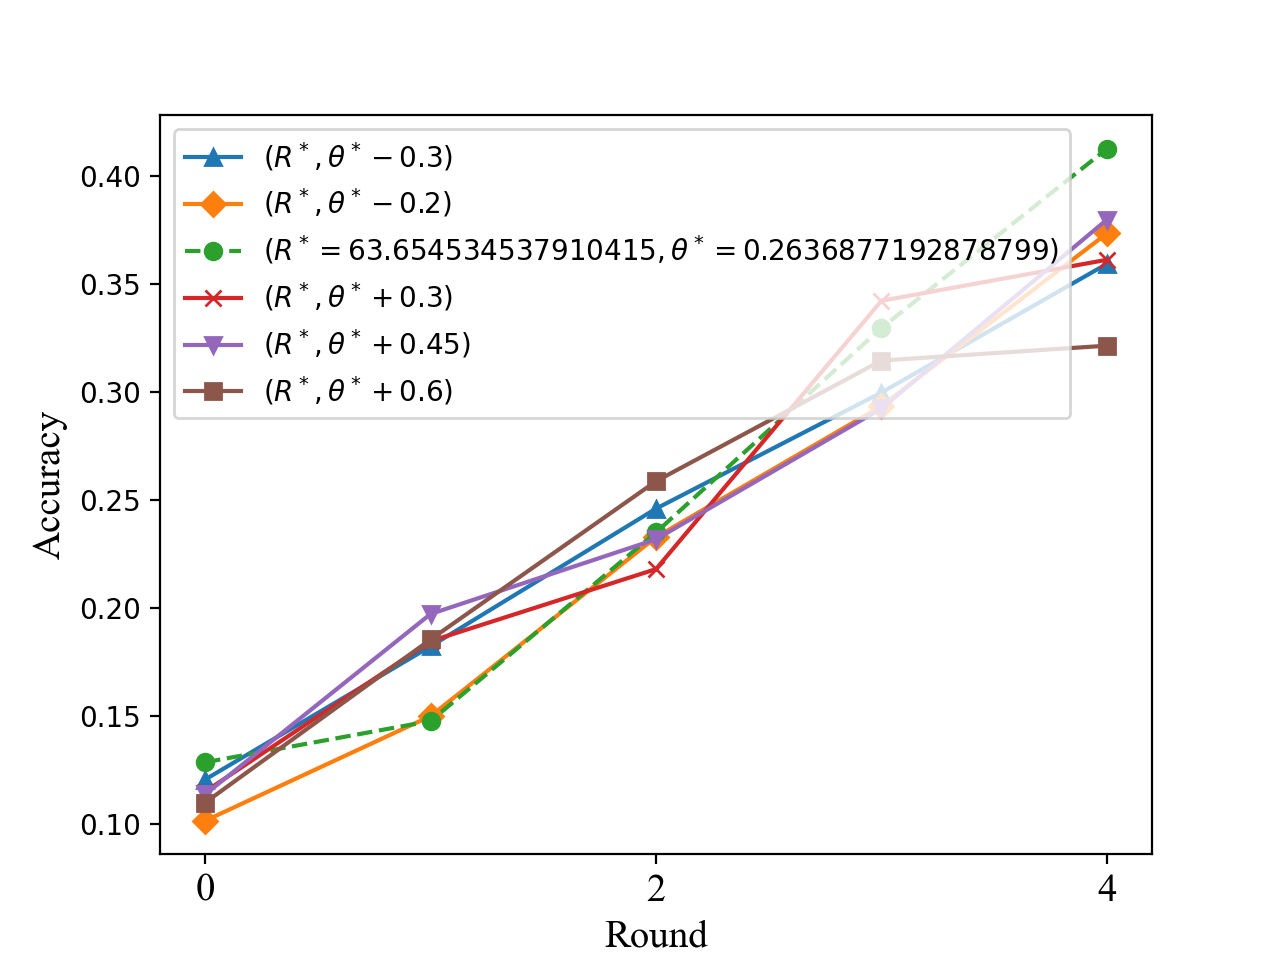 (R*, θ* − 0.3)
(R*, θ* − 0.2)
(R* = 63.654534537910415, θ* = 0.2636877192878799)
(R*, θ* + 0.3)
(R*, θ* + 0.45)
(R*, θ* + 0.6)
0.40
0.35
0.30
0.25
0.20
0.15
0.10
Accuracy
0 2 4
Round